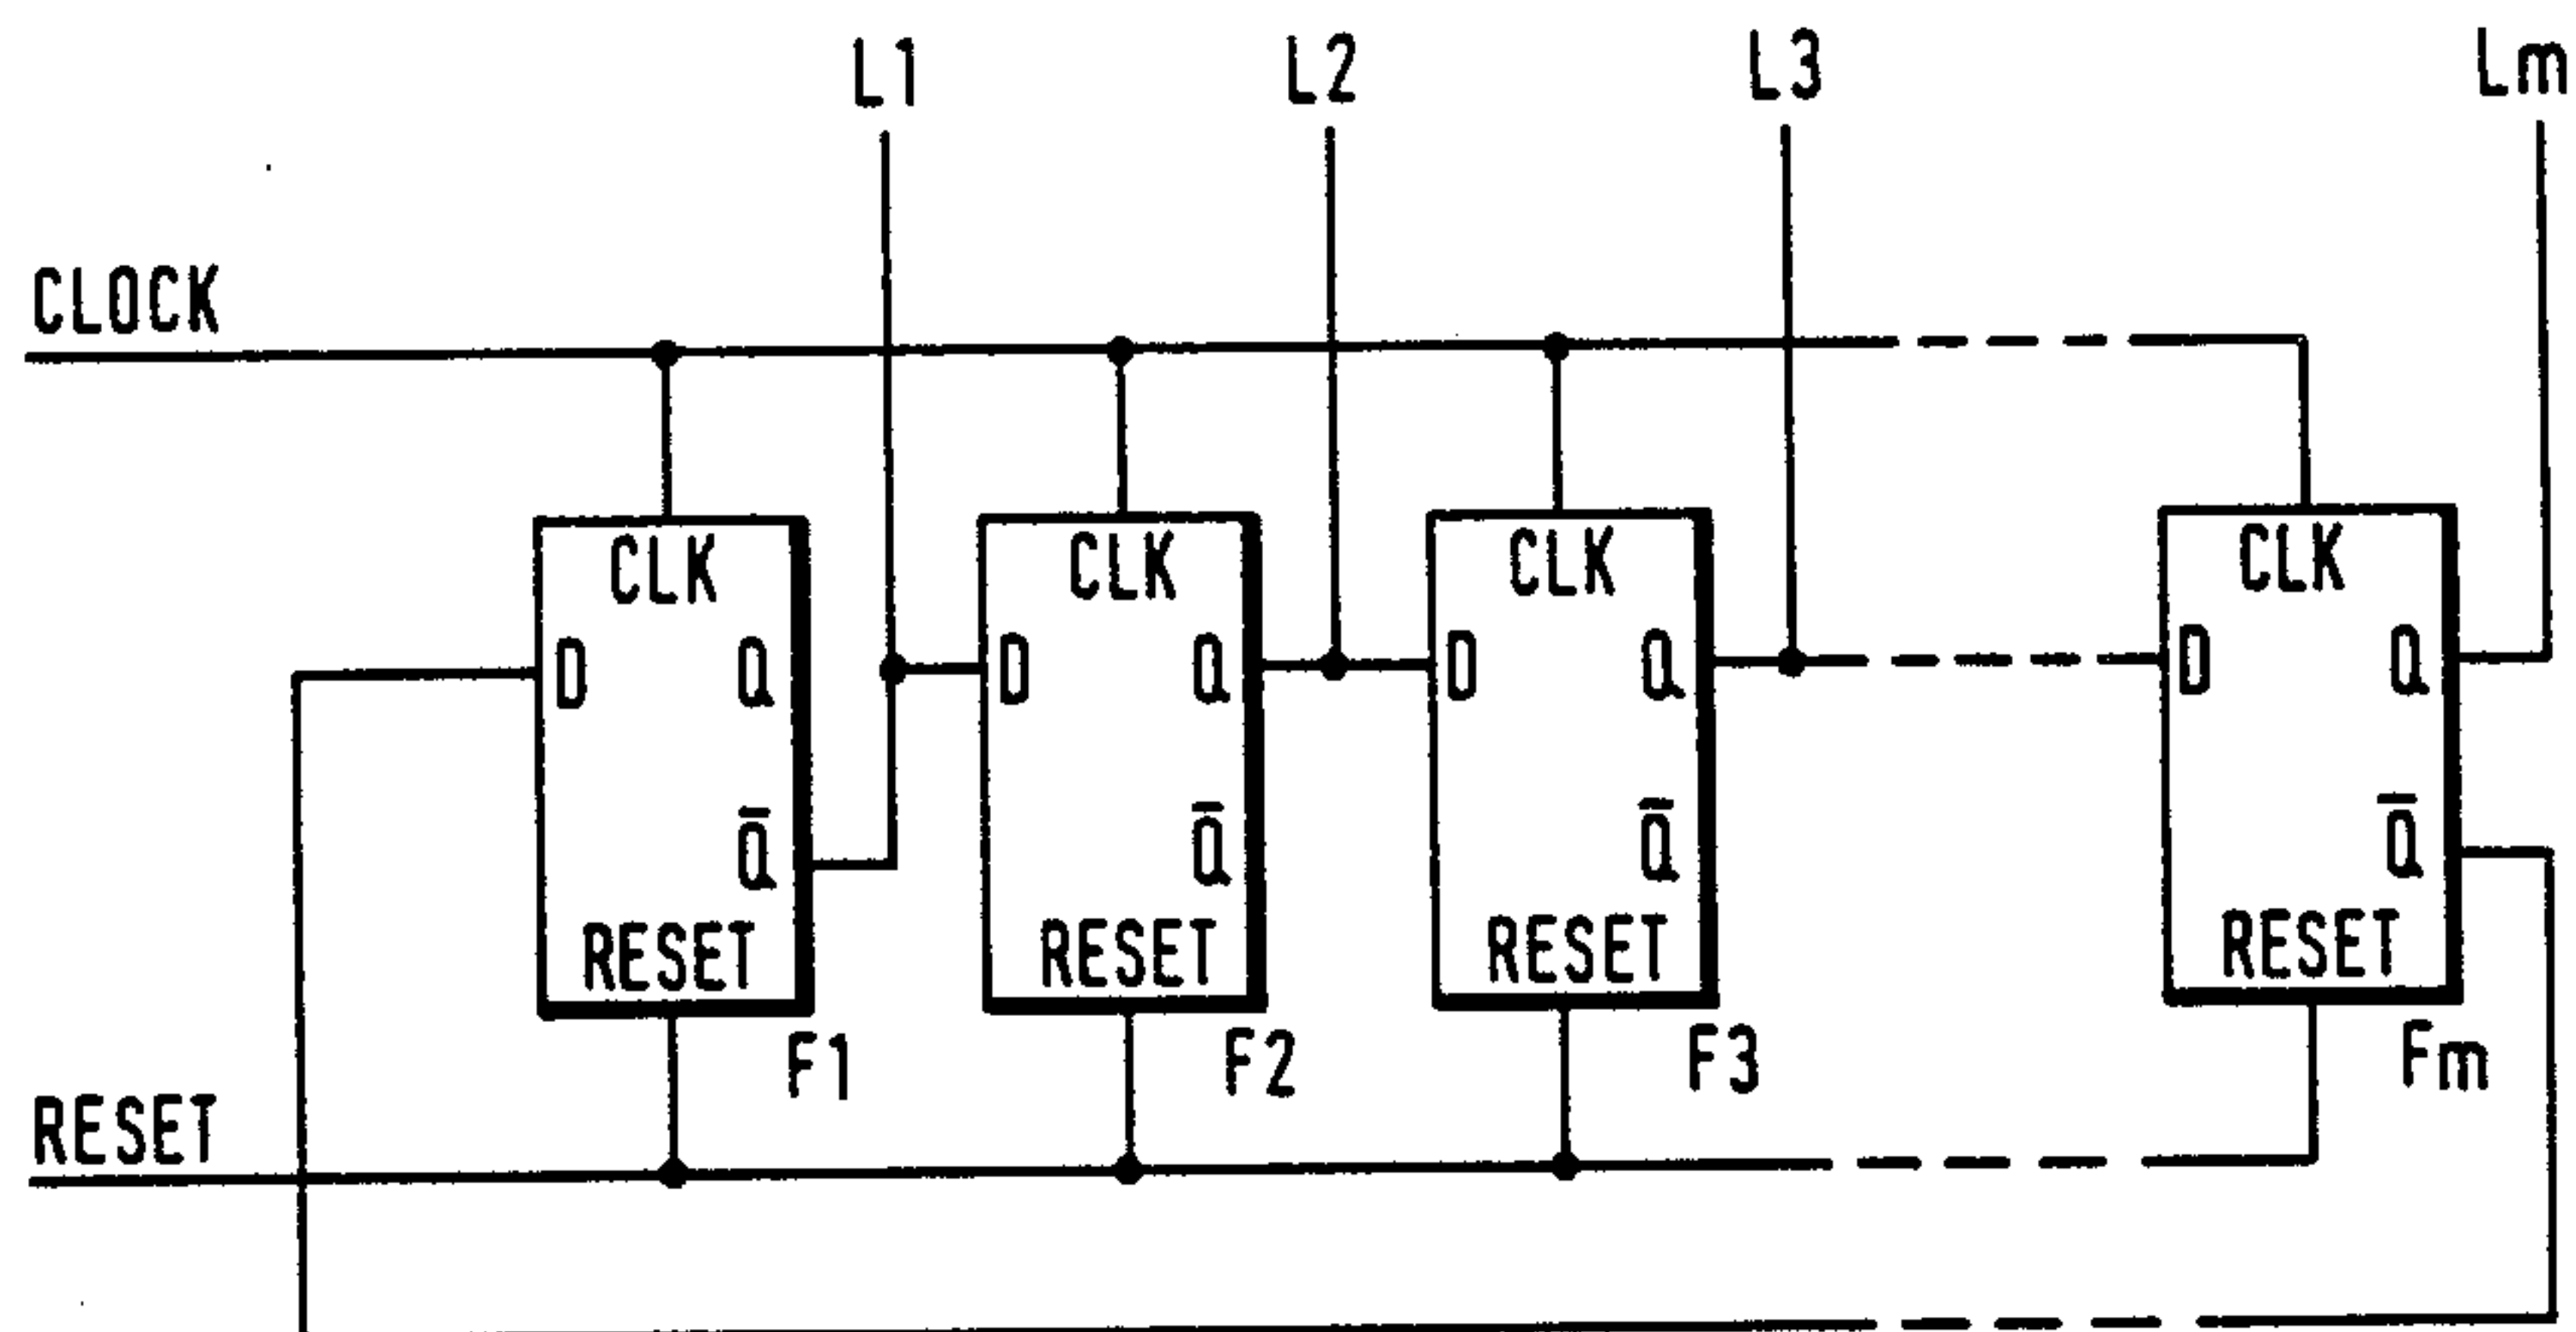 L1 L2 L3 Lm
CLOCK
CLK CLK CLK CLK
D Q D Q D Q D Q
Q̅ Q̅ Q̅ Q̅
RESET RESET RESET RESET
F1 F2 F3 Fm
RESET